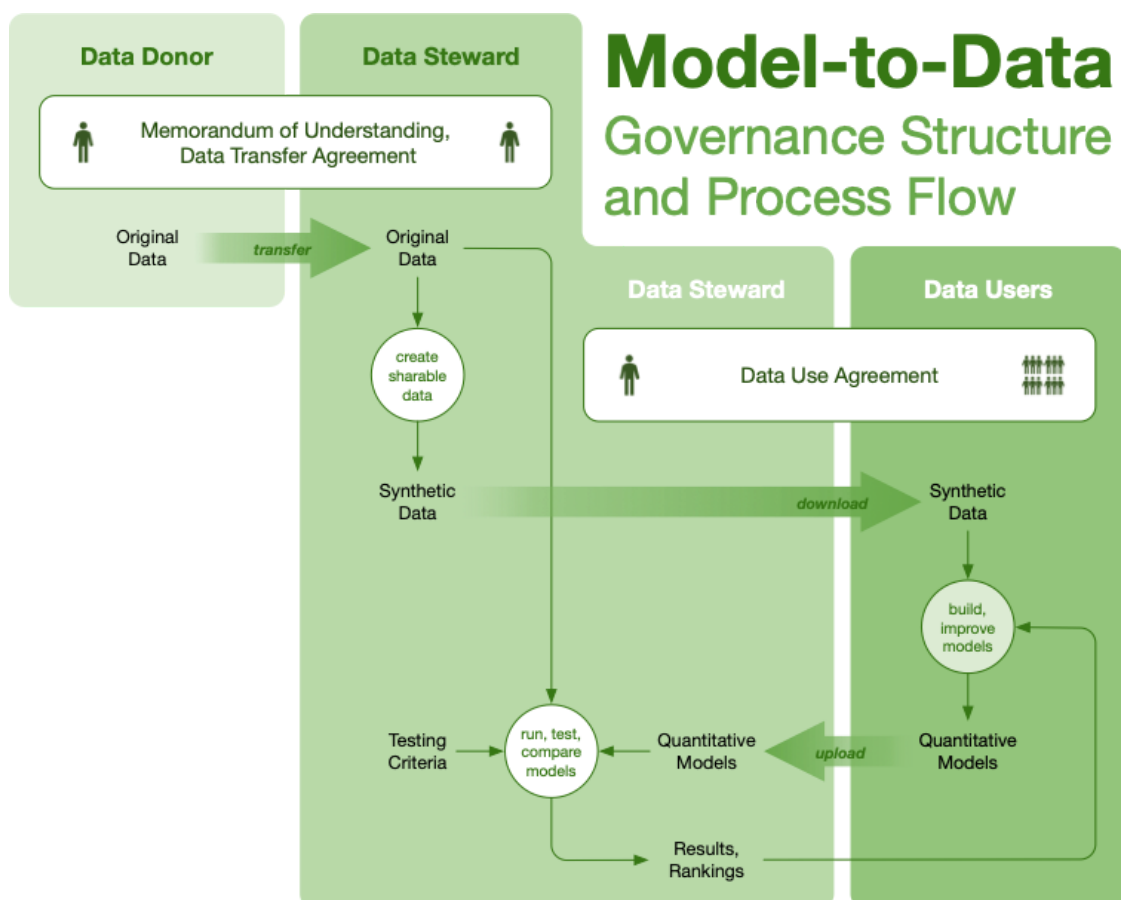 Data Donor
Data Steward
Model-to-Data
Governance Structure
and Process Flow
Memorandum of Understanding,
Data Transfer Agreement
Original
Data
transfer
Original
Data
Data Steward
Data Users
create
sharable
data
Data Use Agreement
Synthetic
Data
download
Synthetic
Data
build,
improve
models
Testing
Criteria
run, test,
compare
models
Quantitative
Models
upload
Quantitative
Models
Results,
Rankings